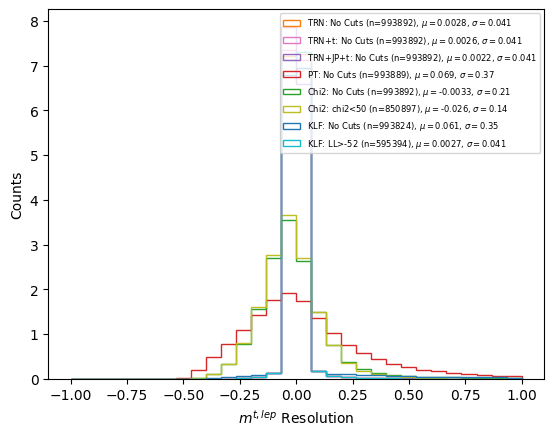 8
7
6
5
4
3
2
1
0
Counts
TRN: No Cuts (n=993892), μ = 0.0028, σ = 0.041
TRN+t: No Cuts (n=993892), μ = 0.0026, σ = 0.041
TRN+JP+t: No Cuts (n=993892), μ = 0.0022, σ = 0.041
PT: No Cuts (n=993889), μ = 0.069, σ = 0.37
Chi2: No Cuts (n=993892), μ = -0.0033, σ = 0.21
Chi2: chi2<50 (n=850897), μ = -0.026, σ = 0.14
KLF: No Cuts (n=993824), μ = 0.061, σ = 0.35
KLF: LL>-52 (n=595394), μ = 0.0027, σ = 0.041
−1.00 −0.75 −0.50 −0.25 0.00 0.25 0.50 0.75 1.00
m^{t, lep} Resolution